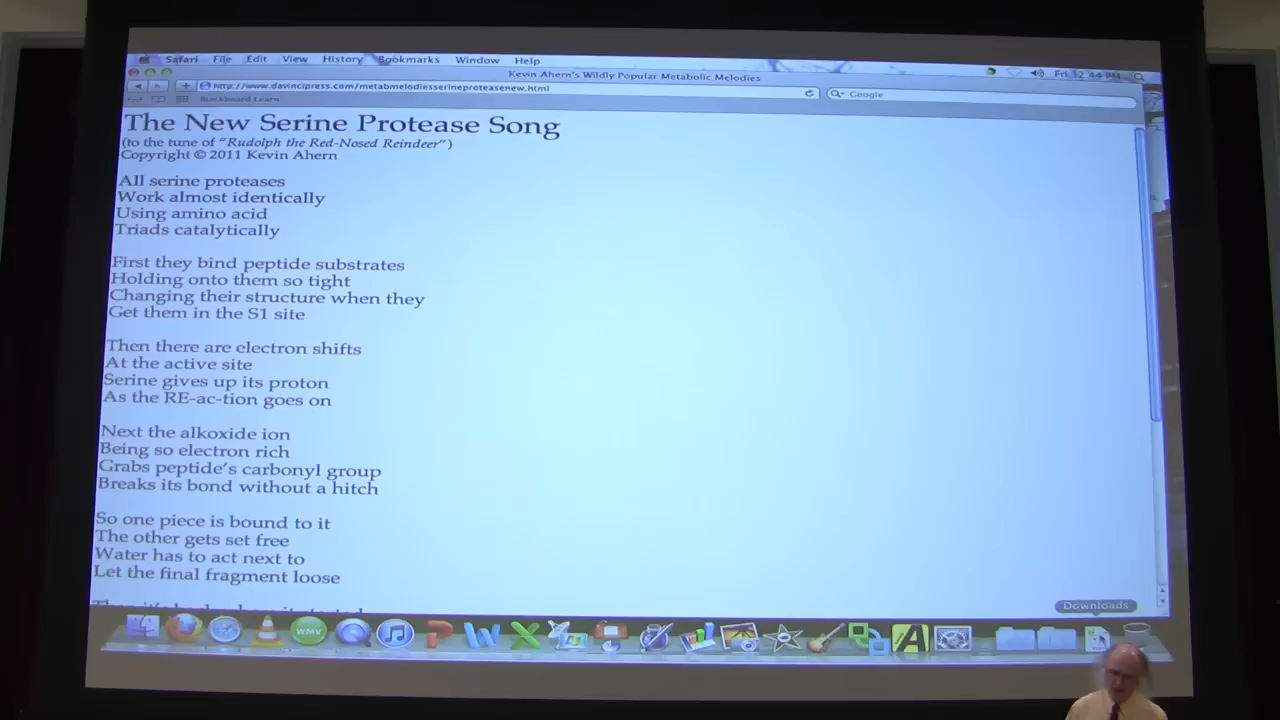 Safari File Edit View History Bookmarks Window Help
Fri 12:44 PM
Kevin Ahern's Wildly Popular Metabolic Melodies
http://www.davincipress.com/metabmelodiesserineproteasenew.html
Google
Blackboard Learn
The New Serine Protease Song
(to the tune of "Rudolph the Red-Nosed Reindeer")
Copyright © 2011 Kevin Ahern
All serine proteases
Work almost identically
Using amino acid
Triads catalytically
First they bind peptide substrates
Holding onto them so tight
Changing their structure when they
Get them in the S1 site
Then there are electron shifts
At the active site
Serine gives up its proton
As the RE-ac-tion goes on
Next the alkoxide ion
Being so electron rich
Grabs peptide's carbonyl group
Breaks its bond without a hitch
So one piece is bound to it
The other gets set free
Water has to act next to
Let the final fragment loose
Downloads
WMV